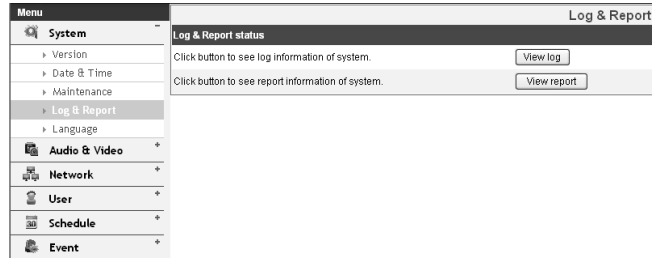 Menu
Log & Report
System -
Log & Report status
Version
Click button to see log information of system. View log
Date & Time
Click button to see report information of system. View report
Maintenance
Log & Report
Language
Audio & Video +
Network +
User +
30 Schedule +
Event +